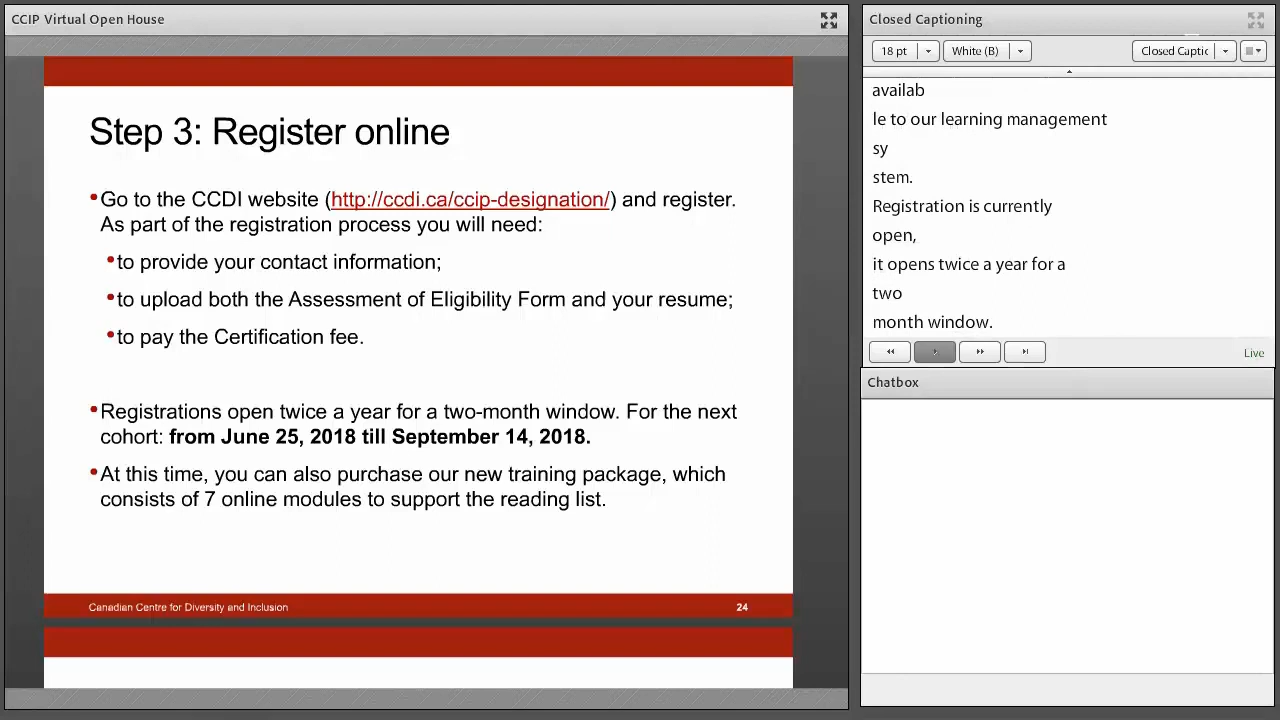 CCIP Virtual Open House
Step 3: Register online
•Go to the CCDI website (http://ccdi.ca/ccip-designation/) and register.
As part of the registration process you will need:
•to provide your contact information;
•to upload both the Assessment of Eligibility Form and your resume;
•to pay the Certification fee.
•Registrations open twice a year for a two-month window. For the next
cohort: from June 25, 2018 till September 14, 2018.
•At this time, you can also purchase our new training package, which
consists of 7 online modules to support the reading list.
Canadian Centre for Diversity and Inclusion
24
Closed Captioning
18 pt
White (B)
Closed Captic
availab
le to our learning management
sy
stem.
Registration is currently
open,
it opens twice a year for a
two
month window.
Live
Chatbox